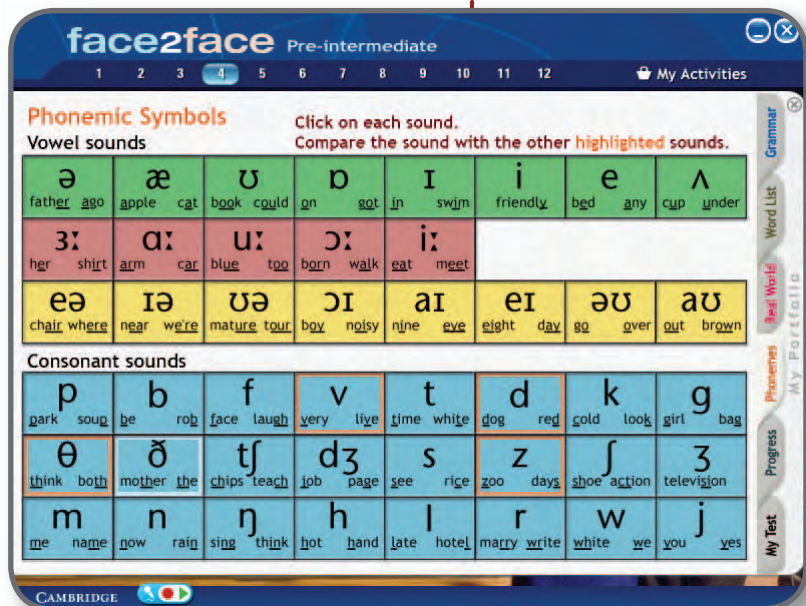 face2face Pre-intermediate
1 2 3 4 5 6 7 8 9 10 11 12 My Activities
Phonemic Symbols
Vowel sounds
Click on each sound.
Compare the sound with the other highlighted sounds.
ə æ ʊ ɒ ɪ i e ʌ
father ago apple cat book could on got in swim friendly bed any cup under
ɜː ɑː uː ɔː iː
her shirt arm car blue too born walk eat meet
eə ɪə ʊə ɔɪ aɪ eɪ əʊ aʊ
chair where near we're mature tour boy noisy nine eye eight day go over out brown
Consonant sounds
p b f v t d k g
park soup be rob face laugh very live time white dog red cold look girl bag
θ ð tʃ dʒ s z ʃ ʒ
think both mother the chips teach job page see rice zoo days shoe action television
m n ŋ h l r w j
me name now rain sing think hot hand late hotel marry write white we you yes
Grammar
Word List
Real World
Phonemes
Progress
My Test
My Portfolio
CAMBRIDGE